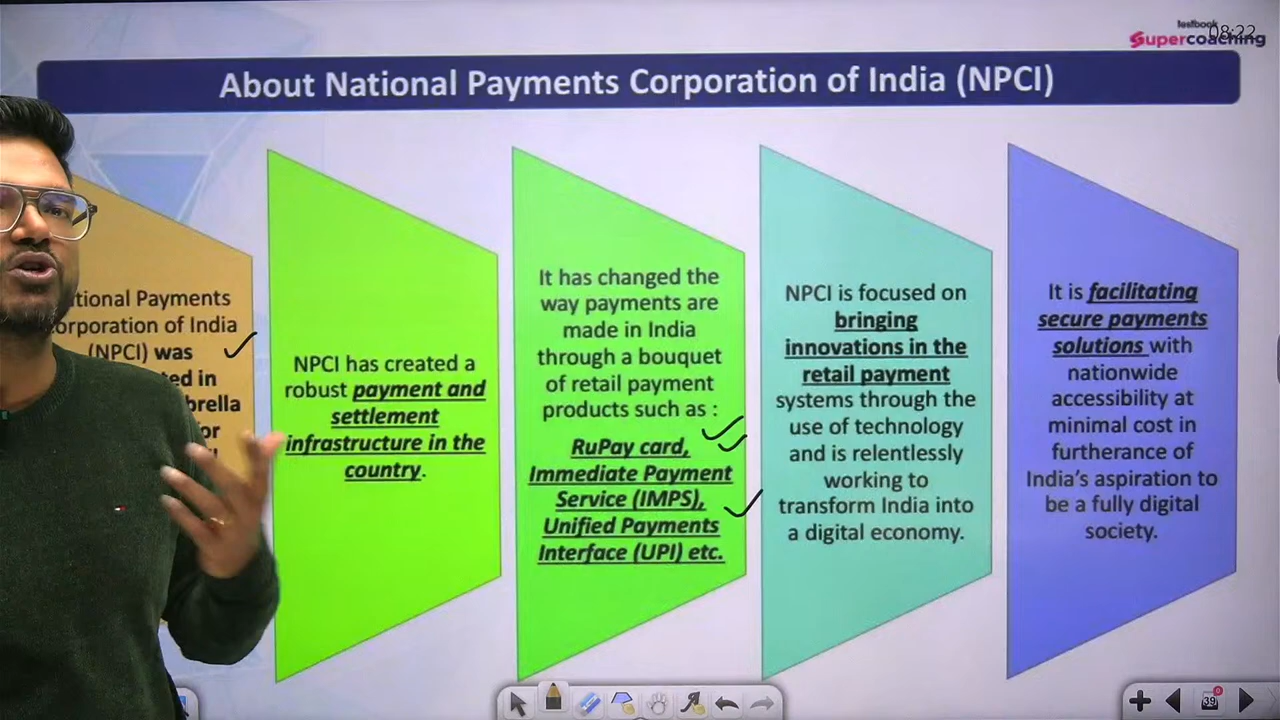 testbook
Supercoaching
08:22
About National Payments Corporation of India (NPCI)
tional Payments
orporation of India
(NPCI) was
ed in
brella
or
NPCI has created a
robust payment and
settlement
infrastructure in the
country.
It has changed the
way payments are
made in India
through a bouquet
of retail payment
products such as :
RuPay card,
Immediate Payment
Service (IMPS),
Unified Payments
Interface (UPI) etc.
NPCI is focused on
bringing
innovations in the
retail payment
systems through the
use of technology
and is relentlessly
working to
transform India into
a digital economy.
It is facilitating
secure payments
solutions with
nationwide
accessibility at
minimal cost in
furtherance of
India's aspiration to
be a fully digital
society.
39
0